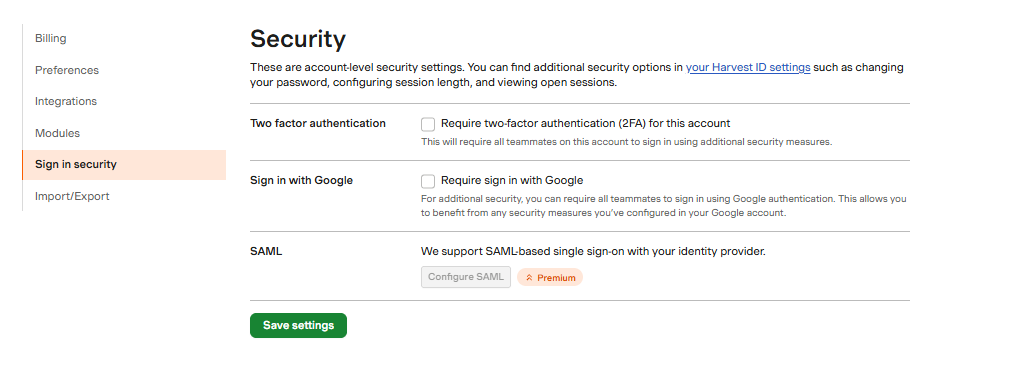 Billing
Preferences
Integrations
Modules
Sign in security
Import/Export
Security
These are account-level security settings. You can find additional security options in your Harvest ID settings such as changing
your password, configuring session length, and viewing open sessions.
Two factor authentication
Require two-factor authentication (2FA) for this account
This will require all teammates on this account to sign in using additional security measures.
Sign in with Google
Require sign in with Google
For additional security, you can require all teammates to sign in using Google authentication. This allows you
to benefit from any security measures you've configured in your Google account.
SAML
We support SAML-based single sign-on with your identity provider.
Configure SAML
Premium
Save settings